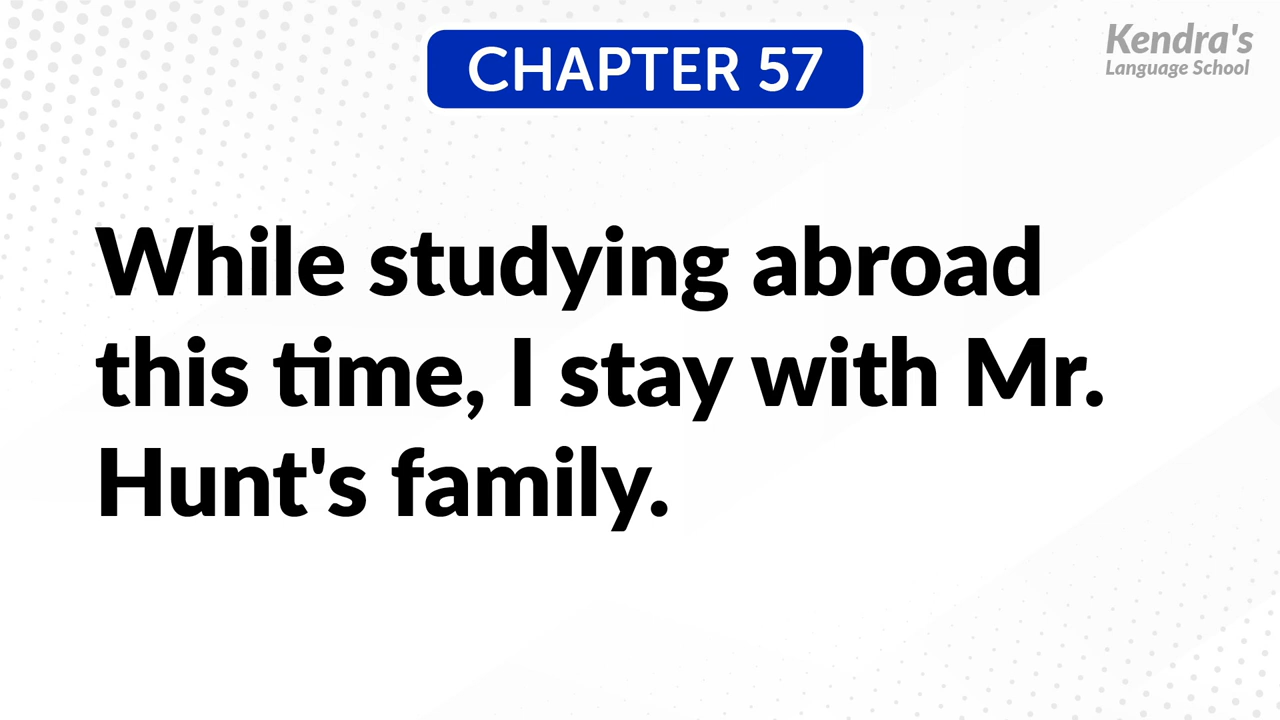 CHAPTER 57
Kendra's
Language School
While studying abroad
this time, I stay with Mr.
Hunt's family.